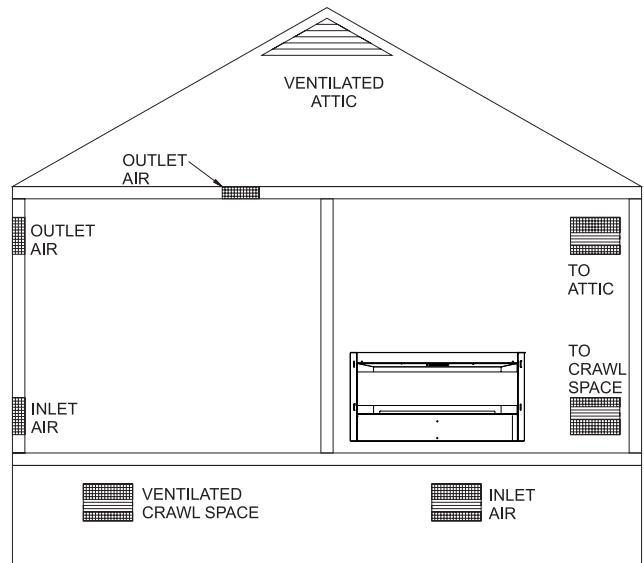 VENTILATED
ATTIC
OUTLET
AIR
OUTLET
AIR
TO
ATTIC
TO
CRAWL
SPACE
INLET
AIR
VENTILATED
CRAWL SPACE
INLET
AIR